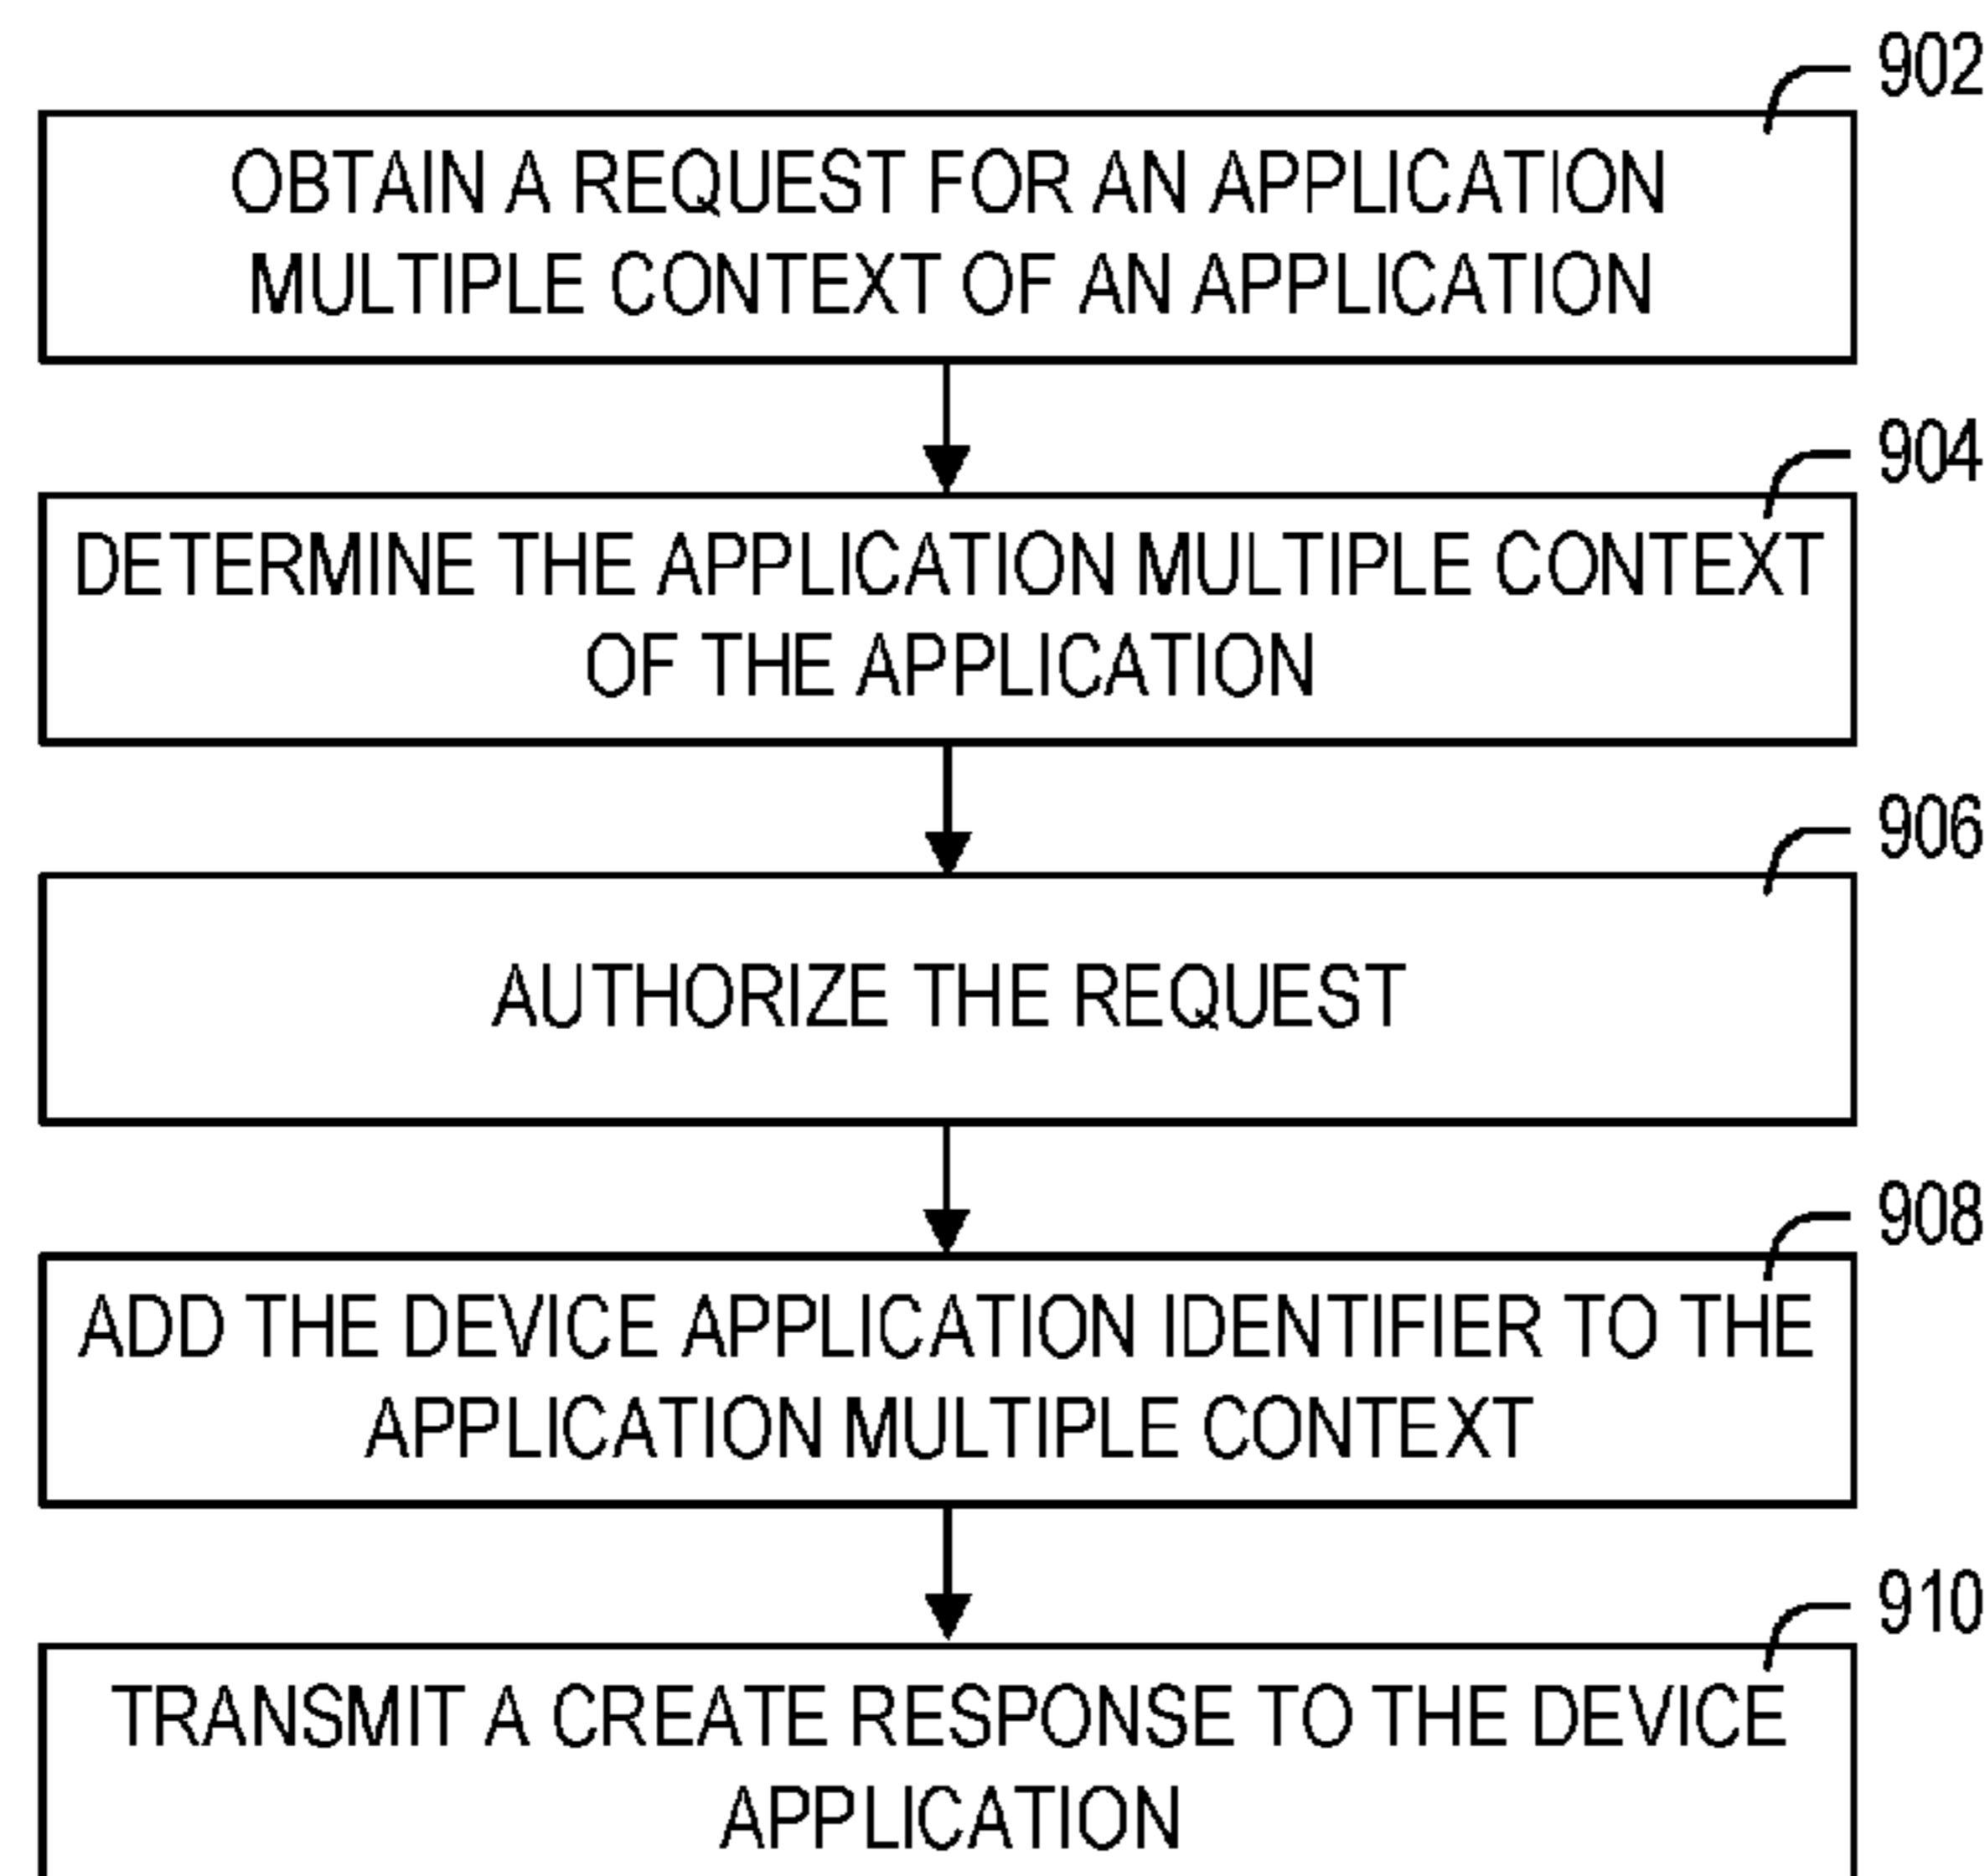 902
OBTAIN A REQUEST FOR AN APPLICATION
MULTIPLE CONTEXT OF AN APPLICATION
904
DETERMINE THE APPLICATION MULTIPLE CONTEXT
OF THE APPLICATION
906
AUTHORIZE THE REQUEST
908
ADD THE DEVICE APPLICATION IDENTIFIER TO THE
APPLICATION MULTIPLE CONTEXT
910
TRANSMIT A CREATE RESPONSE TO THE DEVICE
APPLICATION